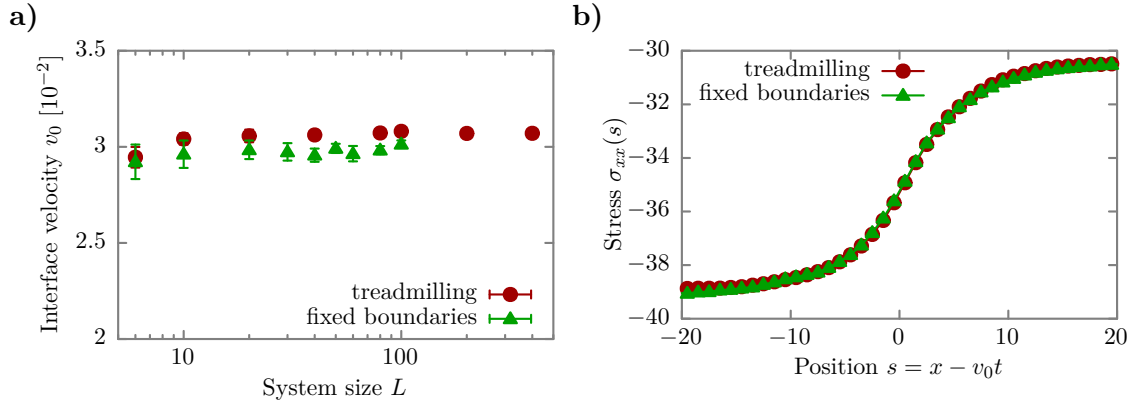 a)
Interface velocity v₀ [10⁻²]
3.5
3
2.5
2
10
100
System size L
treadmilling
fixed boundaries
b)
Stress σₓₓ(s)
−30
−32
−34
−36
−38
−40
−20
−10
0
10
20
Position s = x − v₀t
treadmilling
fixed boundaries